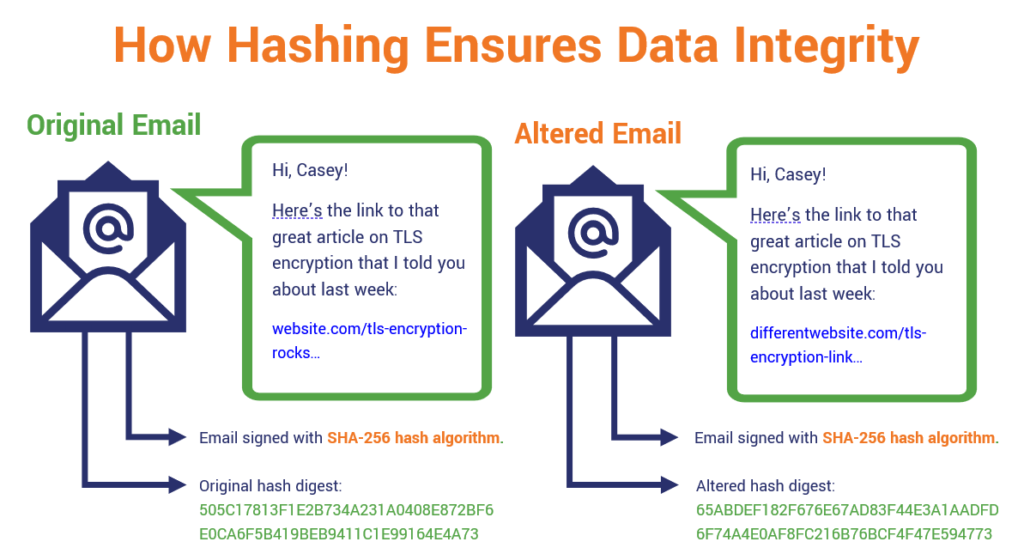 How Hashing Ensures Data Integrity
Original Email
Hi, Casey!
Here's the link to that
great article on TLS
encryption that I told you
about last week:
website.com/tls-encryption-
rocks...
Email signed with SHA-256 hash algorithm.
Original hash digest:
505C17813F1E2B734A231A0408E872BF6
E0CA6F5B419BEB9411C1E99164E4A73
Altered Email
Hi, Casey!
Here's the link to that
great article on TLS
encryption that I told you
about last week:
differentwebsite.com/tls-
encryption-link...
Email signed with SHA-256 hash algorithm.
Altered hash digest:
65ABDEF182F676E67AD83F44E3A1AADFD
6F74A4E0AF8FC216B76BCF4F47E594773